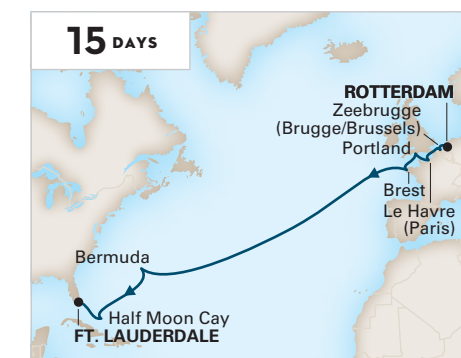 15 DAYS
ROTTERDAM
Zeebrugge
(Brugge/Brussels)
Portland
Brest
Le Havre
(Paris)
Bermuda
Half Moon Cay
FT. LAUDERDALE